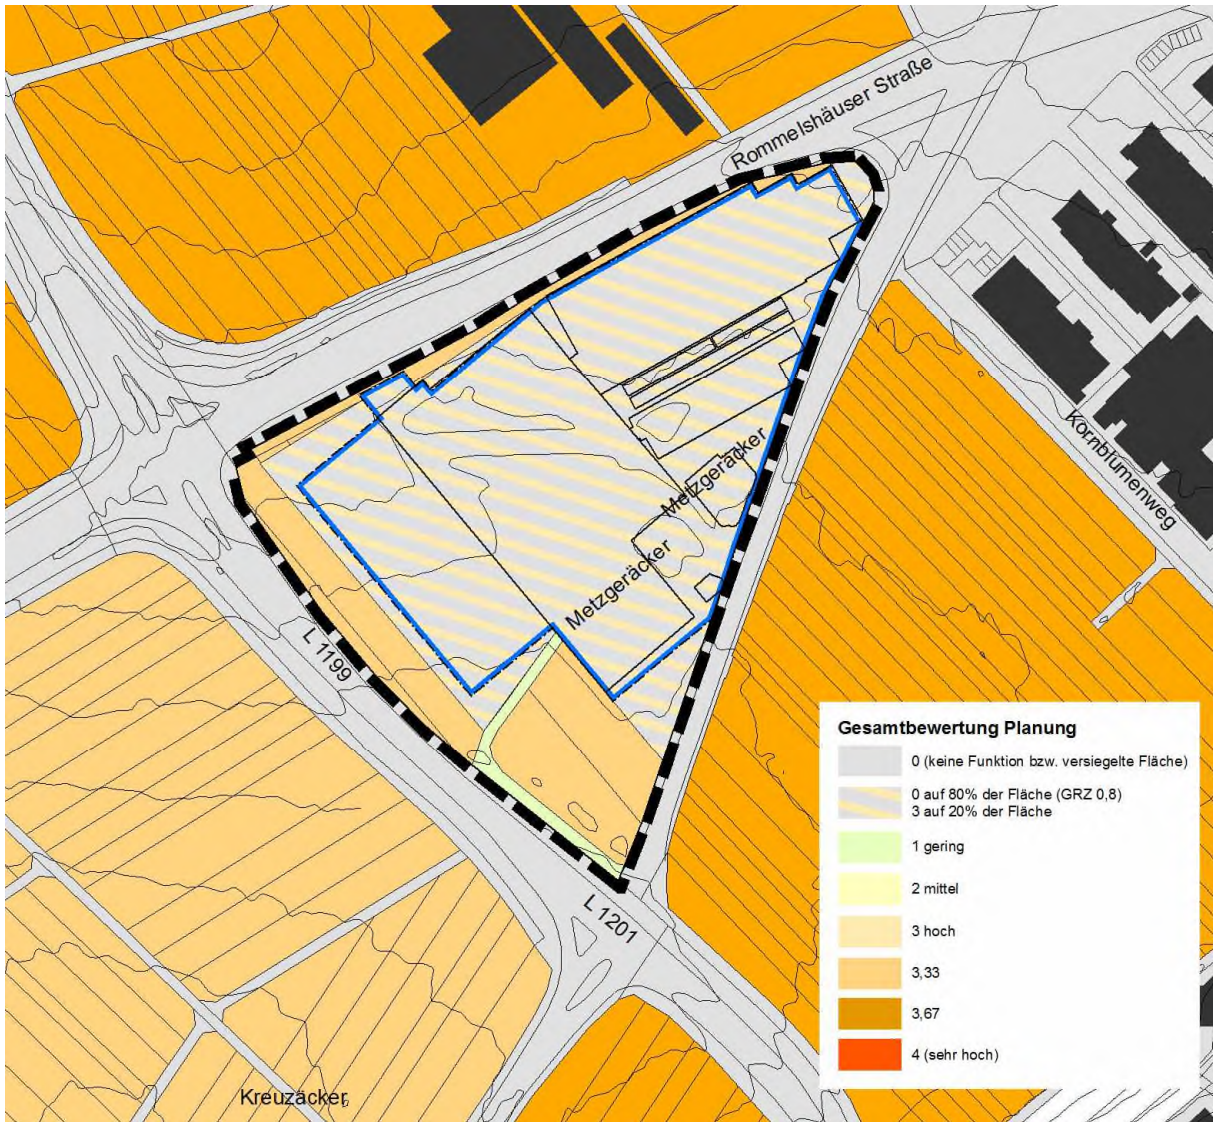 Rommelshäuser Straße
Kornblumenweg
Metzgeräcker
Metzgeräcker
L 1199
L 1201
Kreuzäcker
Gesamtbewertung Planung
0 (keine Funktion bzw. versiegelte Fläche)
0 auf 80% der Fläche (GRZ 0,8)
3 auf 20% der Fläche
1 gering
2 mittel
3 hoch
3,33
3,67
4 (sehr hoch)